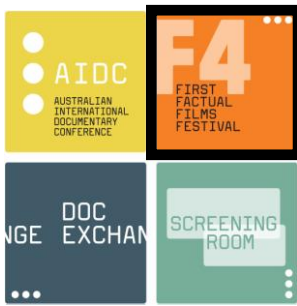 AIDC
AUSTRALIAN
INTERNATIONAL
DOCUMENTARY
CONFERENCE
F4
FIRST
FACTUAL
FILMS
FESTIVAL
DOC
NGE EXCHAN
SCREENING
ROOM